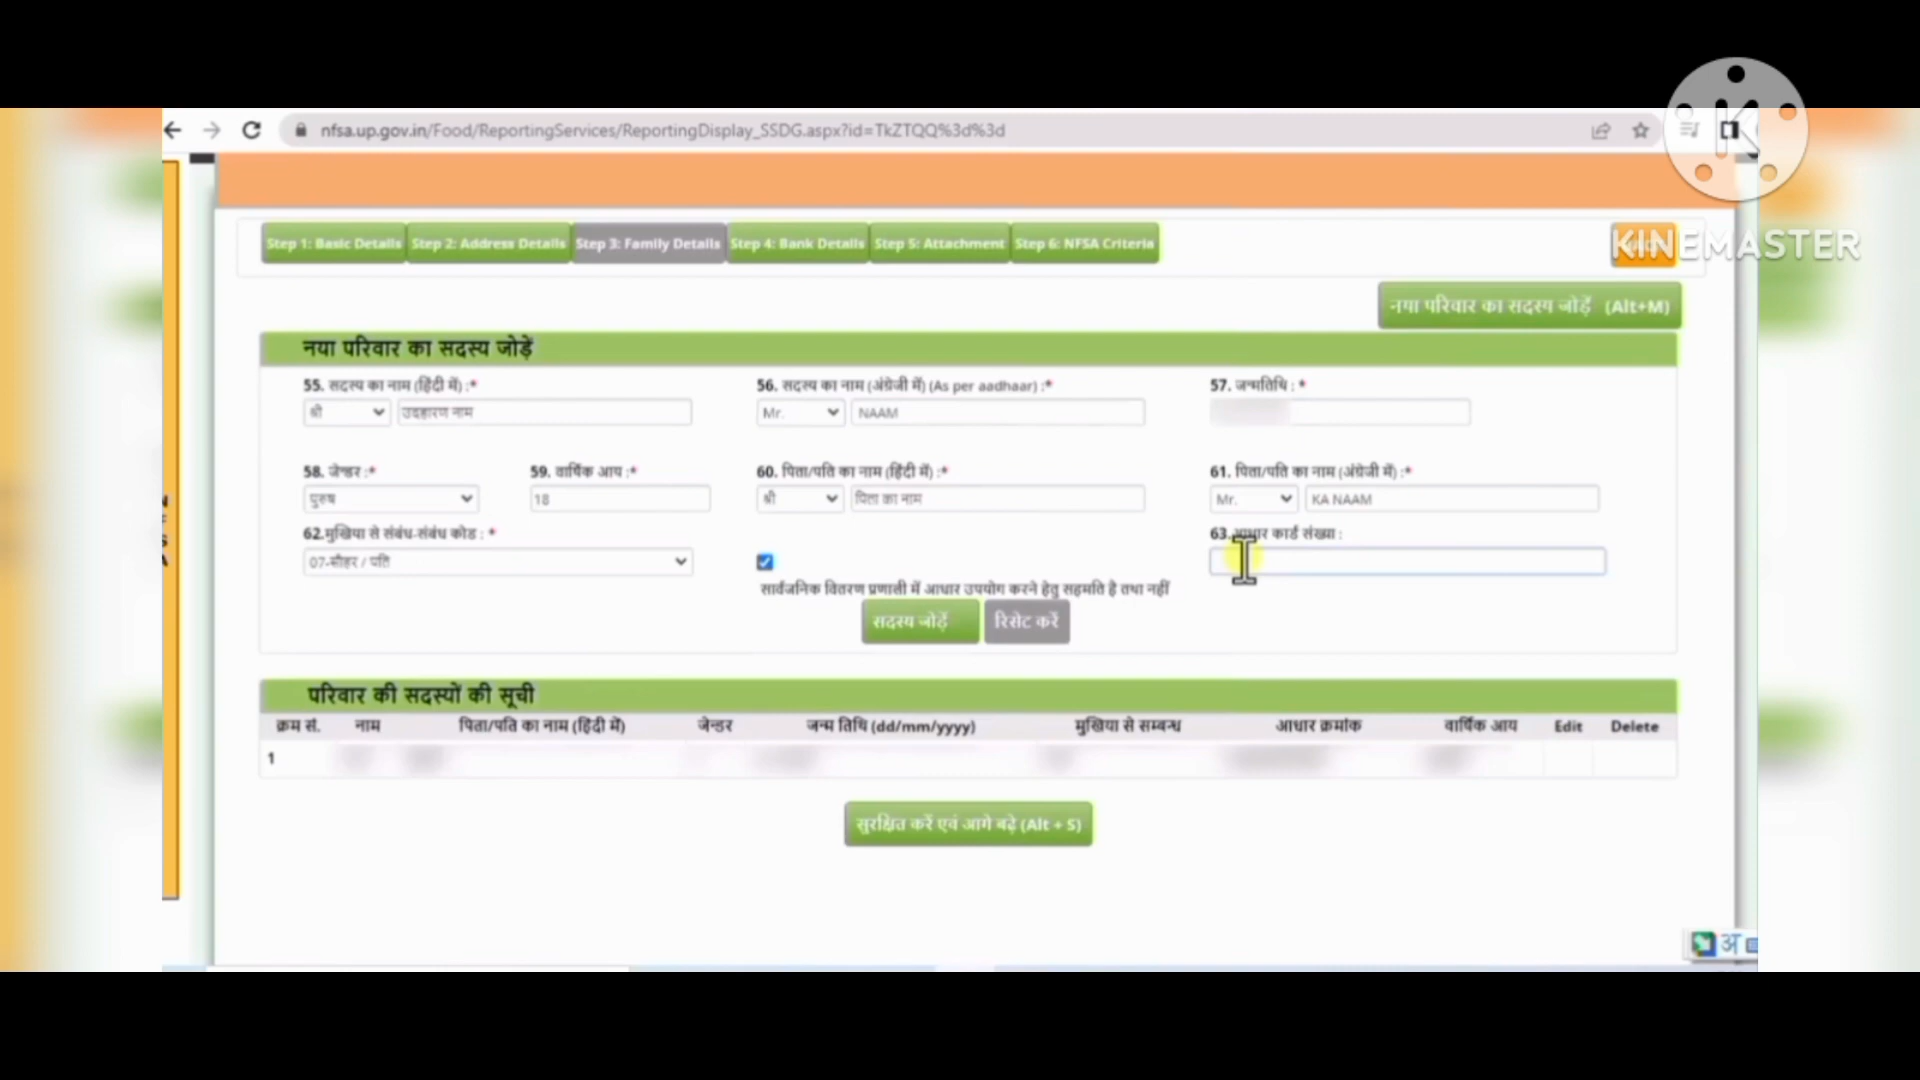 nfsa.up.gov.in/Food/ReportingServices/ReportingDisplay_SSDG.aspx?id=TkZTQQ%3d%3d
KINEMASTER
Step 1: Basic Details Step 2: Address Details Step 3: Family Details Step 4: Bank Details Step 5: Attachment Step 6: NFSA Criteria
नया परिवार का सदस्य जोड़ें (Alt+M)
नया परिवार का सदस्य जोड़ें
55. सदस्य का नाम (हिंदी में) :* 56. सदस्य का नाम (अंग्रेजी में) (As per aadhaar) :* 57. जन्मतिथि : *
श्री उदहारण नाम Mr. NAAM
58. जेन्डर :* 59. वार्षिक आय :* 60. पिता/पति का नाम (हिंदी में) :* 61. पिता/पति का नाम (अंग्रेजी में) :*
पुरुष 18 श्री पिता का नाम Mr. KA NAAM
62.मुखिया से संबंध-संबंध कोड : * 63. आधार कार्ड संख्या :
07-सौहर / पति
सार्वजनिक वितरण प्रणाली में आधार उपयोग करने हेतु सहमति है तथा नहीं
सदस्य जोड़ें रिसेट करें
परिवार की सदस्यों की सूची
क्रम सं. नाम पिता/पति का नाम (हिंदी में) जेन्डर जन्म तिथि (dd/mm/yyyy) मुखिया से सम्बन्ध आधार क्रमांक वार्षिक आय Edit Delete
1
सुरक्षित करें एवं आगे बढ़े (Alt + S)
अ